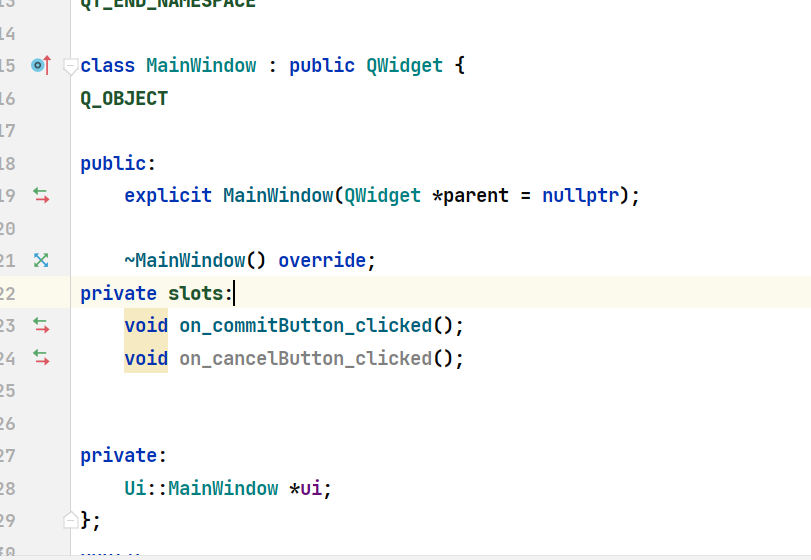 13 QT_END_NAMESPACE
14
15 class MainWindow : public QWidget {
16 Q_OBJECT
17
18 public:
19 explicit MainWindow(QWidget *parent = nullptr);
20
21 ~MainWindow() override;
22 private slots:
23 void on_commitButton_clicked();
24 void on_cancelButton_clicked();
25
26
27 private:
28 Ui::MainWindow *ui;
29 };
30